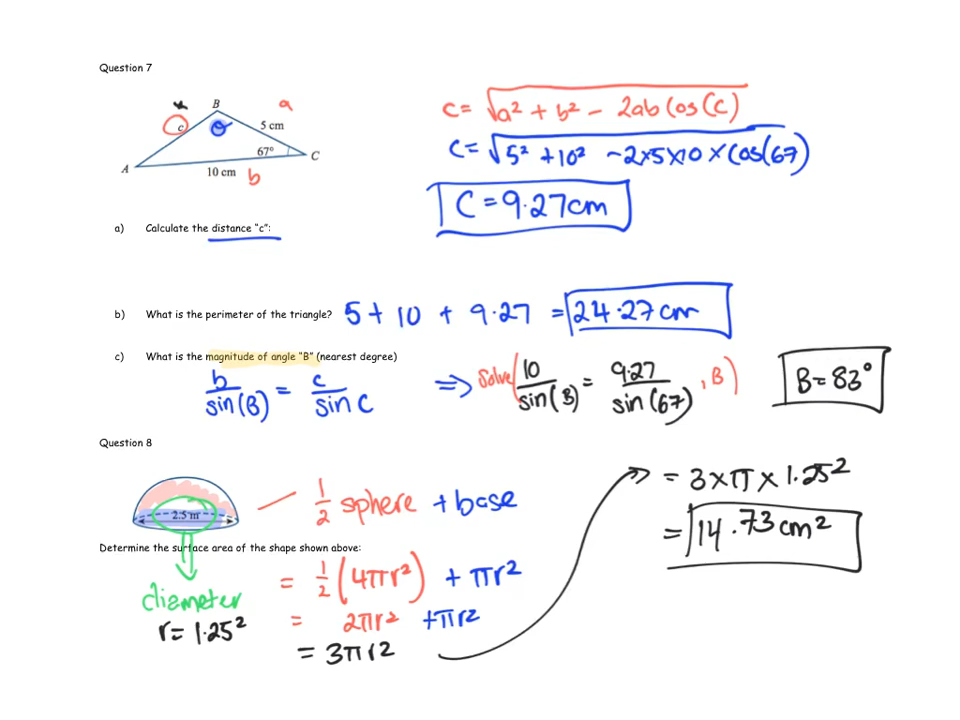 Question 7
B
a
c
5 cm
θ
67°
A
C
10 cm
b
c = √a² + b² - 2ab cos(c)
c = √5² + 10² - 2×5×10 × cos(67)
C = 9.27cm
a) Calculate the distance "c":
b) What is the perimeter of the triangle? 5 + 10 + 9.27 = 24.27 cm
c) What is the magnitude of angle "B" (nearest degree)
b/sin(B) = c/sin C ⇒ solve(10/sin(B) = 9.27/sin(67), B) B = 83°
Question 8
2.5 m
1/2 sphere + base
Determine the surface area of the shape shown above:
diameter
r = 1.25²
= 1/2 (4πr²) + πr²
= 2πr² + πr²
= 3πr²
= 3×π×1.25²
= 14.73 cm²